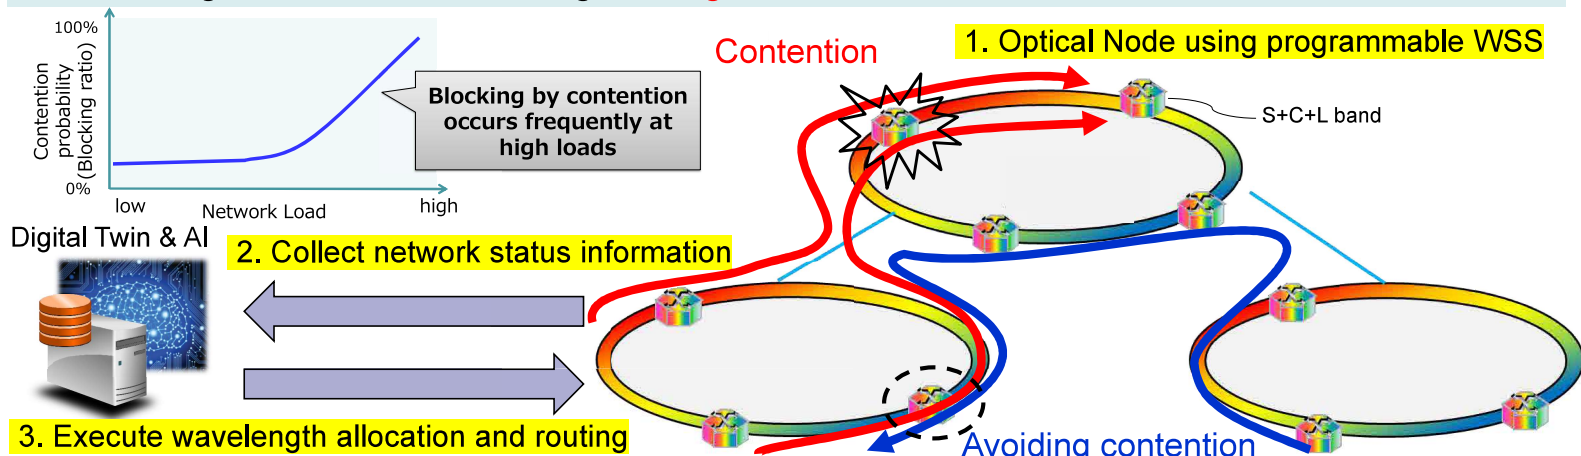 100%
Contention
probability
(Blocking ratio)
0%
low
Network Load
high
Blocking by contention
occurs frequently at
high loads
Contention
1. Optical Node using programmable WSS
S+C+L band
Digital Twin & AI
2. Collect network status information
3. Execute wavelength allocation and routing
Avoiding contention